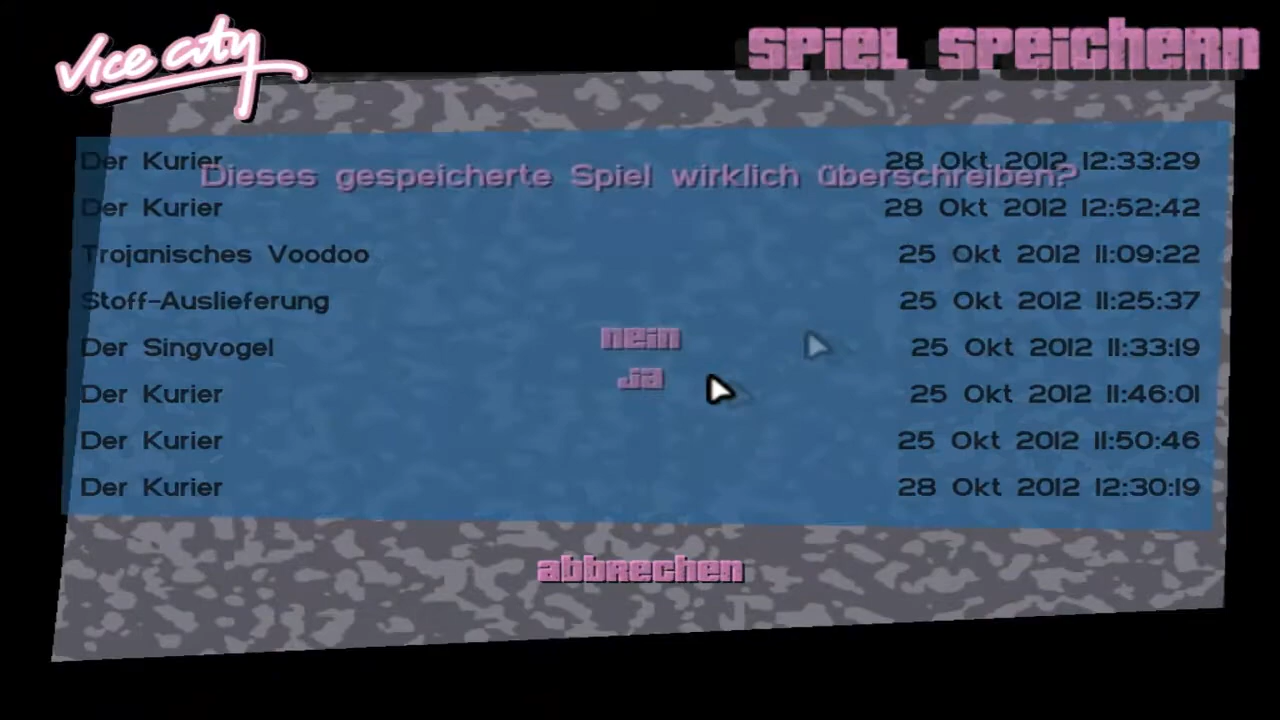 Vice City
SPIEL SPEICHERN
Der Kurier 28 Okt 2012 12:33:29
Dieses gespeicherte Spiel wirklich überschreiben?
Der Kurier 28 Okt 2012 12:52:42
Trojanisches Voodoo 25 Okt 2012 11:09:22
Stoff-Auslieferung 25 Okt 2012 11:25:37
nein
Der Singvogel 25 Okt 2012 11:33:19
ja
Der Kurier 25 Okt 2012 11:46:01
Der Kurier 25 Okt 2012 11:50:46
Der Kurier 28 Okt 2012 12:30:19
abbrechen